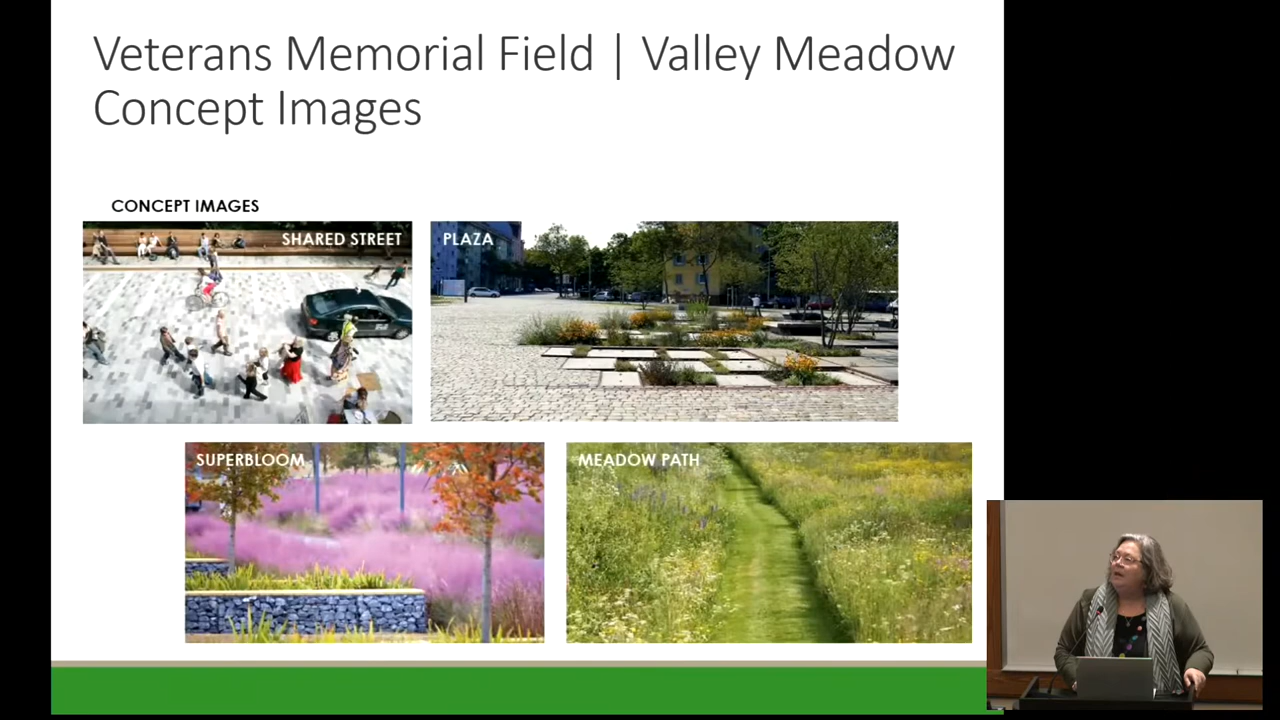 Veterans Memorial Field | Valley Meadow
Concept Images
CONCEPT IMAGES
SHARED STREET
PLAZA
SUPERBLOOM
MEADOW PATH